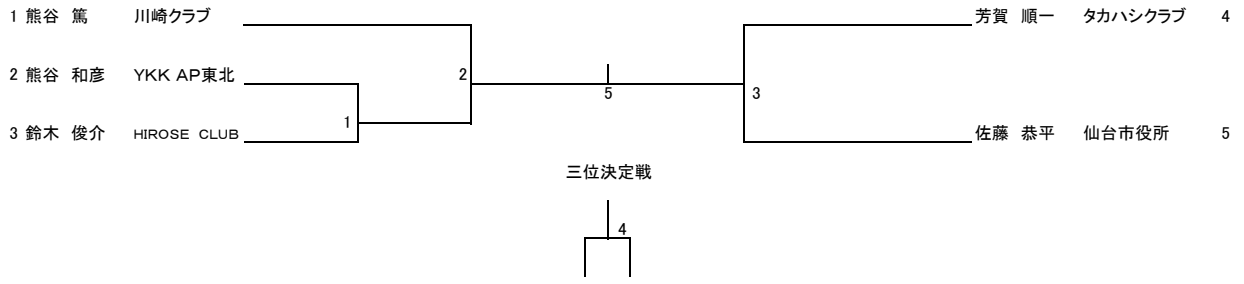 1 熊谷 篤 川崎クラブ
芳賀 順一 タカハシクラブ 4
2 熊谷 和彦 YKK AP東北
2
5
3
1
3 鈴木 俊介 HIROSE CLUB
佐藤 恭平 仙台市役所 5
三位決定戦
4